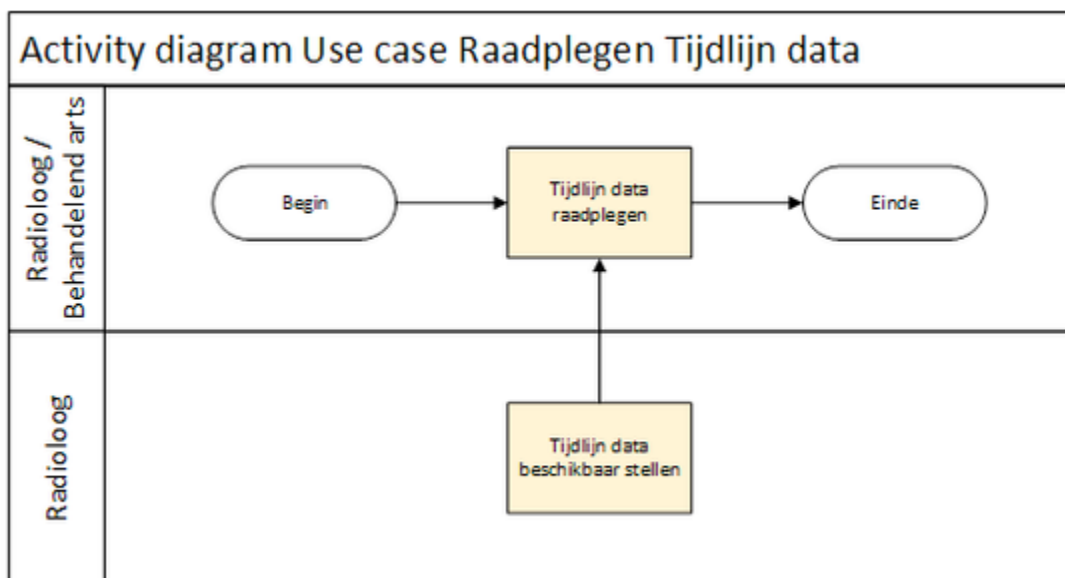 Activity diagram Use case Raadplegen Tijdlijn data
Radioloog /
Behandelend arts
Begin
Tijdlijn data
raadplegen
Einde
Radioloog
Tijdlijn data
beschikbaar stellen